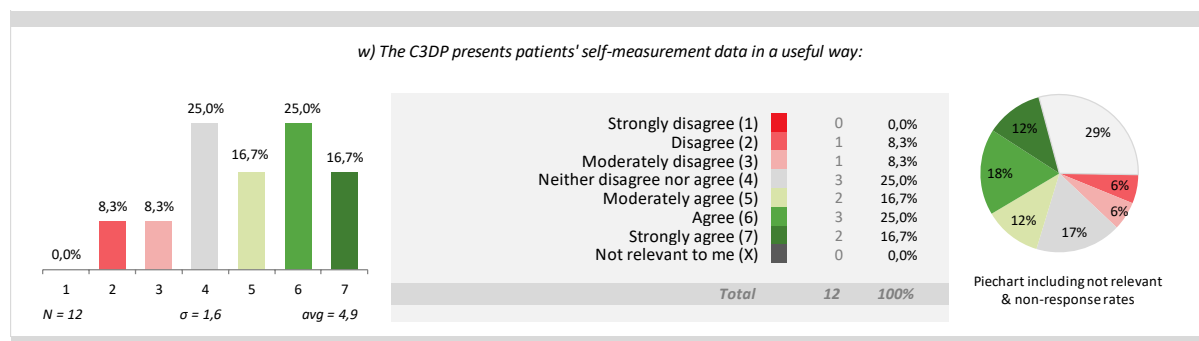 w) The C3DP presents patients' self-measurement data in a useful way:
0,0%
8,3%
8,3%
25,0%
16,7%
25,0%
16,7%
1 2 3 4 5 6 7
N = 12 σ = 1,6 avg = 4,9
Strongly disagree (1) 0 0,0%
Disagree (2) 1 8,3%
Moderately disagree (3) 1 8,3%
Neither disagree nor agree (4) 3 25,0%
Moderately agree (5) 2 16,7%
Agree (6) 3 25,0%
Strongly agree (7) 2 16,7%
Not relevant to me (X) 0 0,0%
Total 12 100%
29%
6%
6%
17%
12%
18%
12%
Piechart including not relevant
& non-response rates